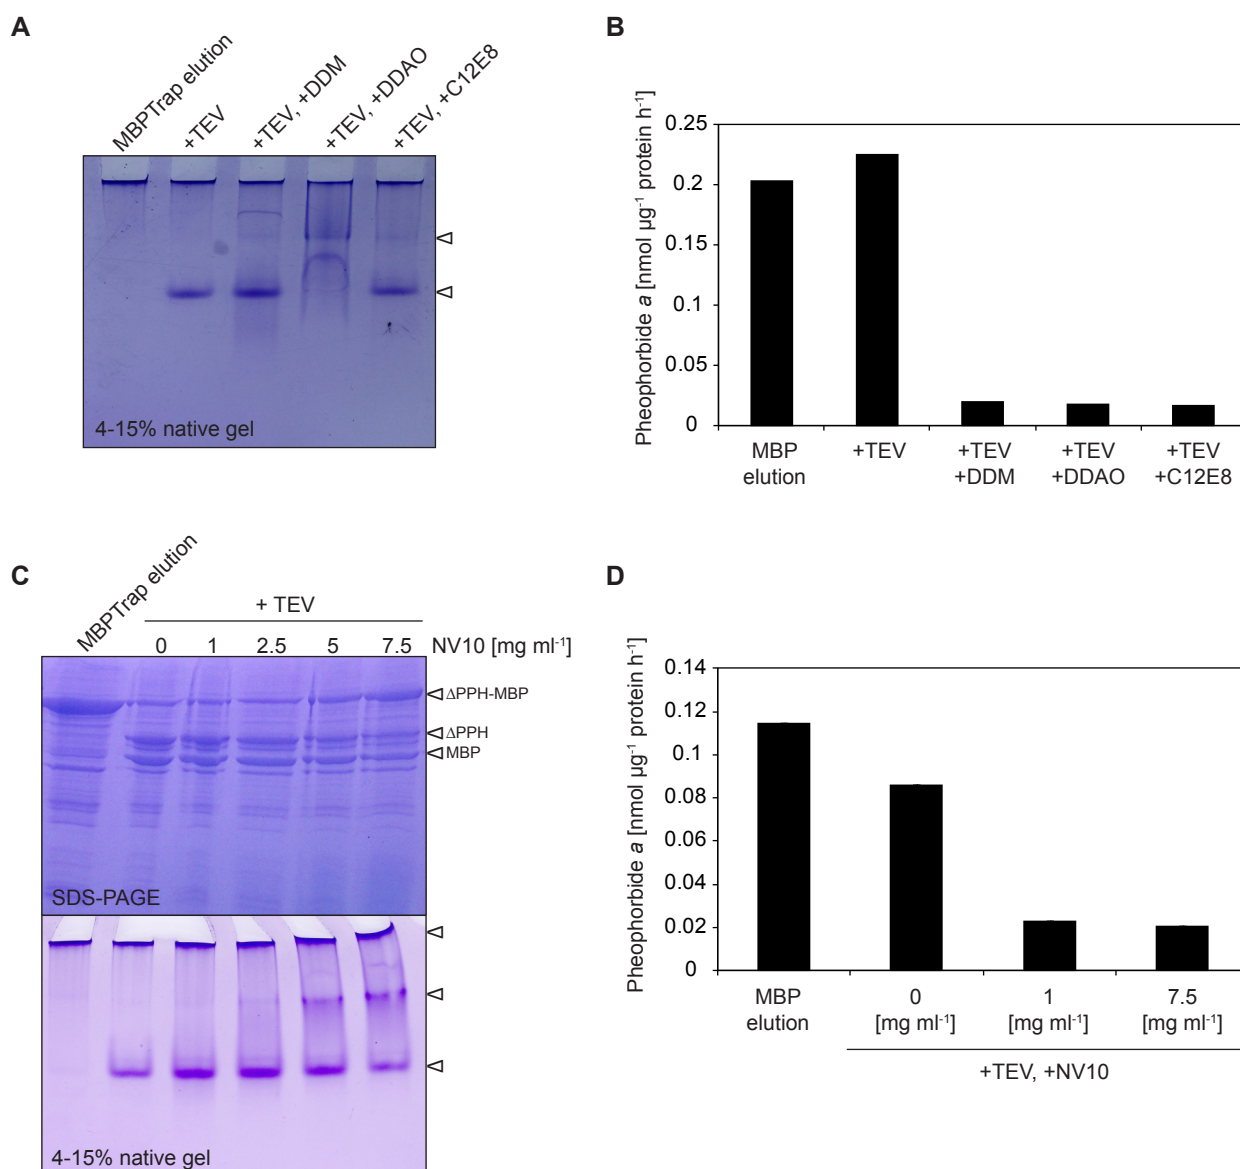 A
MBPTrap elution
+TEV
+TEV, +DDM
+TEV, +DDAO
+TEV, +C12E8
4-15% native gel
B
Pheophorbide a [nmol µg⁻¹ protein h⁻¹]
0.25
0.2
0.15
0.1
0.05
0
MBP elution
+TEV
+TEV +DDM
+TEV +DDAO
+TEV +C12E8
C
MBPTrap elution
+ TEV
0 1 2.5 5 7.5 NV10 [mg ml⁻¹]
ΔPPH-MBP
ΔPPH
MBP
SDS-PAGE
4-15% native gel
D
Pheophorbide a [nmol µg⁻¹ protein h⁻¹]
0.14
0.12
0.1
0.08
0.06
0.04
0.02
0
MBP elution
0 [mg ml⁻¹]
1 [mg ml⁻¹]
7.5 [mg ml⁻¹]
+TEV, +NV10